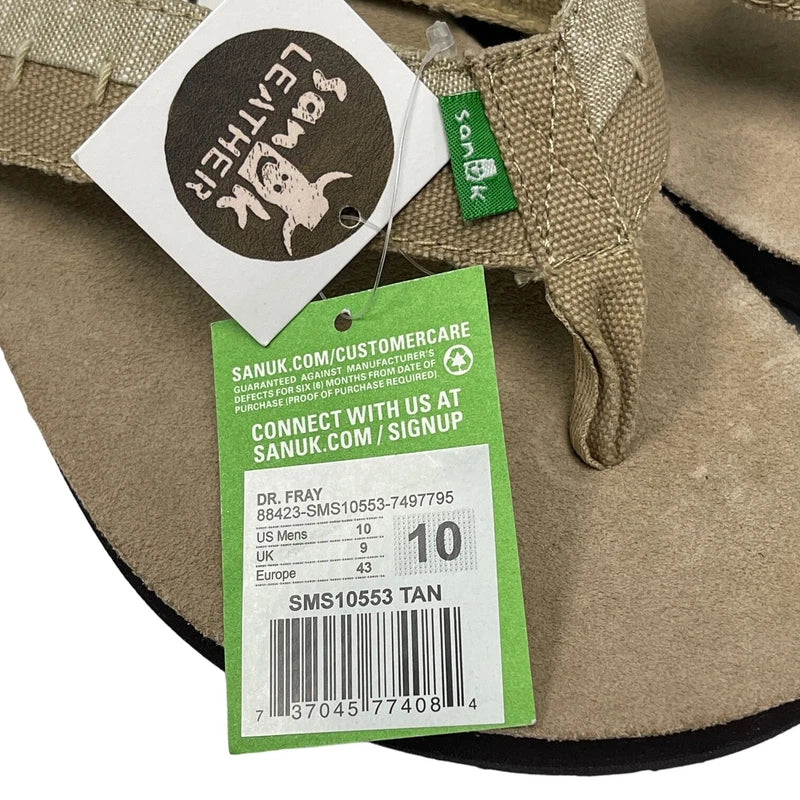 sanuk
LEATHER
sanuk
SANUK.COM/CUSTOMERCARE
GUARANTEED AGAINST MANUFACTURER'S
DEFECTS FOR SIX (6) MONTHS FROM DATE OF
PURCHASE (PROOF OF PURCHASE REQUIRED).
CONNECT WITH US AT
SANUK.COM / SIGNUP
DR. FRAY
88423-SMS10553-7497795
US Mens 10
UK 9
Europe 43
10
SMS10553 TAN
7 37045 77408 4